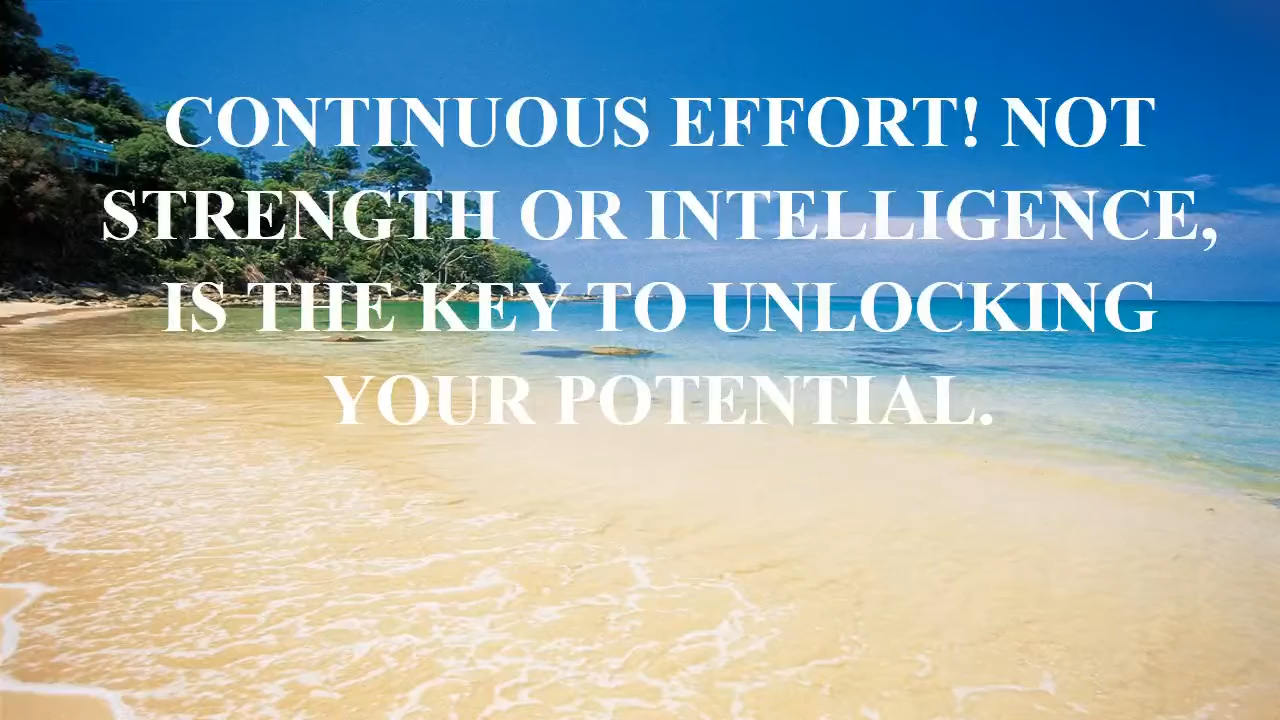 CONTINUOUS EFFORT! NOT
STRENGTH OR INTELLIGENCE,
IS THE KEY TO UNLOCKING
YOUR POTENTIAL.